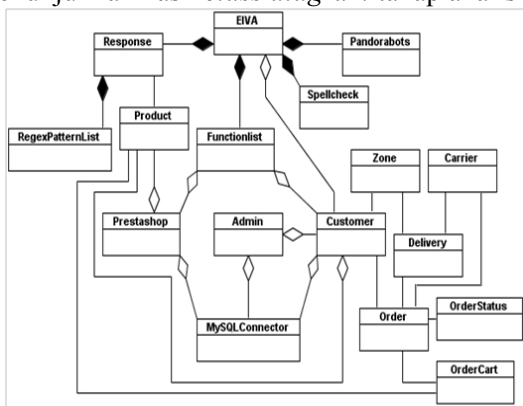 EIVA
Response
Pandorabots
Spellcheck
Product
RegexPatternList
Functionlist
Zone
Carrier
Prestashop
Admin
Customer
Delivery
Order
OrderStatus
MySQLConnector
OrderCart